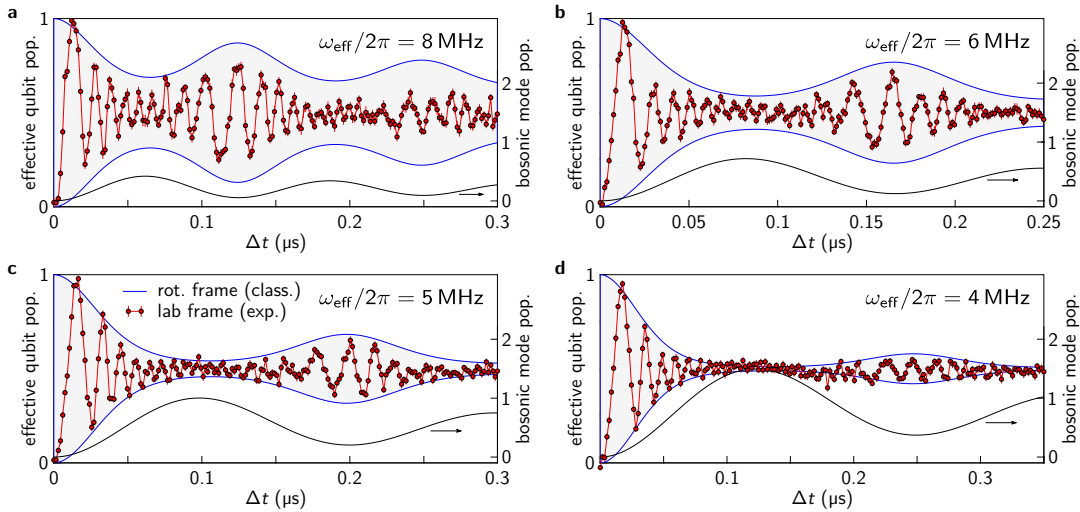 a
ω_eff/2π = 8 MHz
effective qubit pop.
bosonic mode pop.
1
0
2
1
0
0 0.1 0.2 0.3
Δt (µs)
b
ω_eff/2π = 6 MHz
effective qubit pop.
bosonic mode pop.
1
0
2
1
0
0 0.05 0.1 0.15 0.2 0.25
Δt (µs)
c
rot. frame (class.)
lab frame (exp.)
ω_eff/2π = 5 MHz
effective qubit pop.
bosonic mode pop.
1
0
2
1
0
0 0.1 0.2 0.3
Δt (µs)
d
ω_eff/2π = 4 MHz
effective qubit pop.
bosonic mode pop.
1
0
2
1
0
0 0.1 0.2 0.3
Δt (µs)